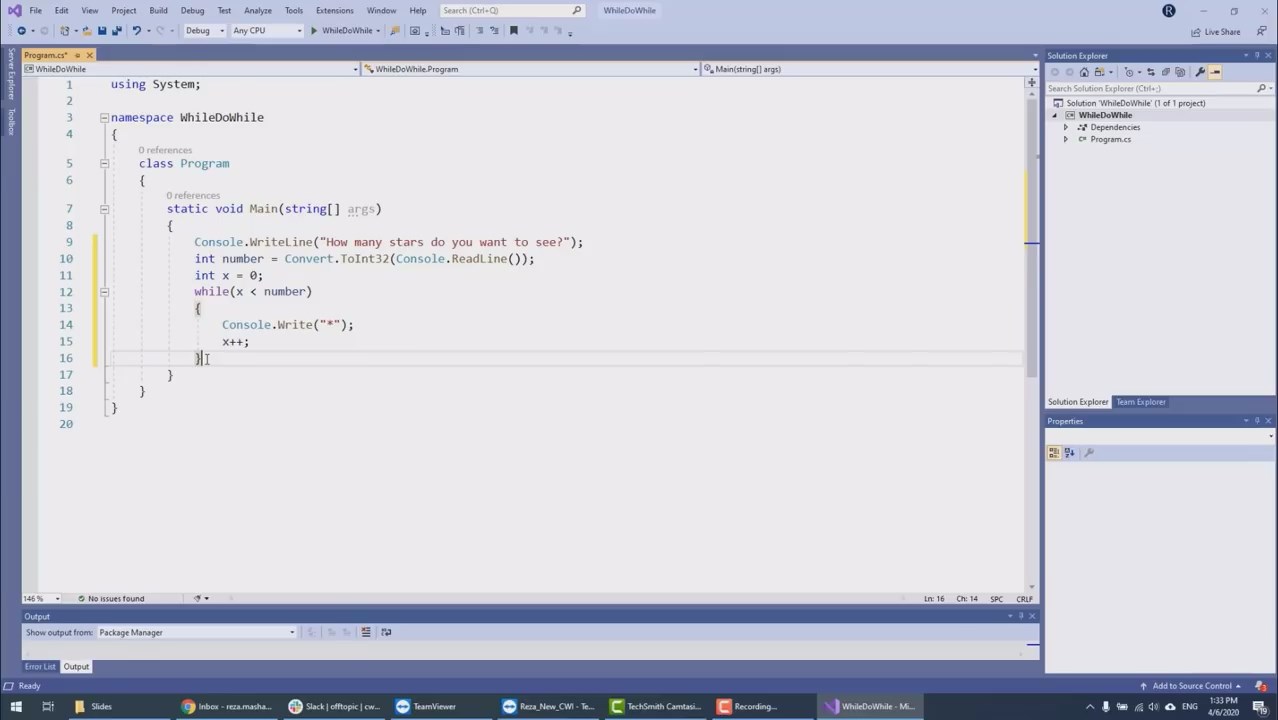 File Edit View Project Build Debug Test Analyze Tools Extensions Window Help Search (Ctrl+Q) WhileDoWhile R
Debug Any CPU WhileDoWhile Live Share
Server Explorer
Toolbox
Program.cs*
WhileDoWhile WhileDoWhile.Program Main(string[] args)
1 using System;
2
3 namespace WhileDoWhile
4 {
0 references
5 class Program
6 {
0 references
7 static void Main(string[] args)
8 {
9 Console.WriteLine("How many stars do you want to see?");
10 int number = Convert.ToInt32(Console.ReadLine());
11 int x = 0;
12 while(x < number)
13 {
14 Console.Write("*");
15 x++;
16 }
17 }
18 }
19 }
20
146 % No issues found Ln: 16 Ch: 14 SPC CRLF
Output
Show output from: Package Manager
Error List Output
Solution Explorer
Search Solution Explorer (Ctrl+;)
Solution 'WhileDoWhile' (1 of 1 project)
WhileDoWhile
Dependencies
Program.cs
Solution Explorer Team Explorer
Properties
Ready Add to Source Control
Slides Inbox - reza.masha... Slack | offtopic | cw... TeamViewer Reza_New_CWI - Te... TechSmith Camtasi... Recording... WhileDoWhile - Mi... ENG 1:33 PM
4/6/2020